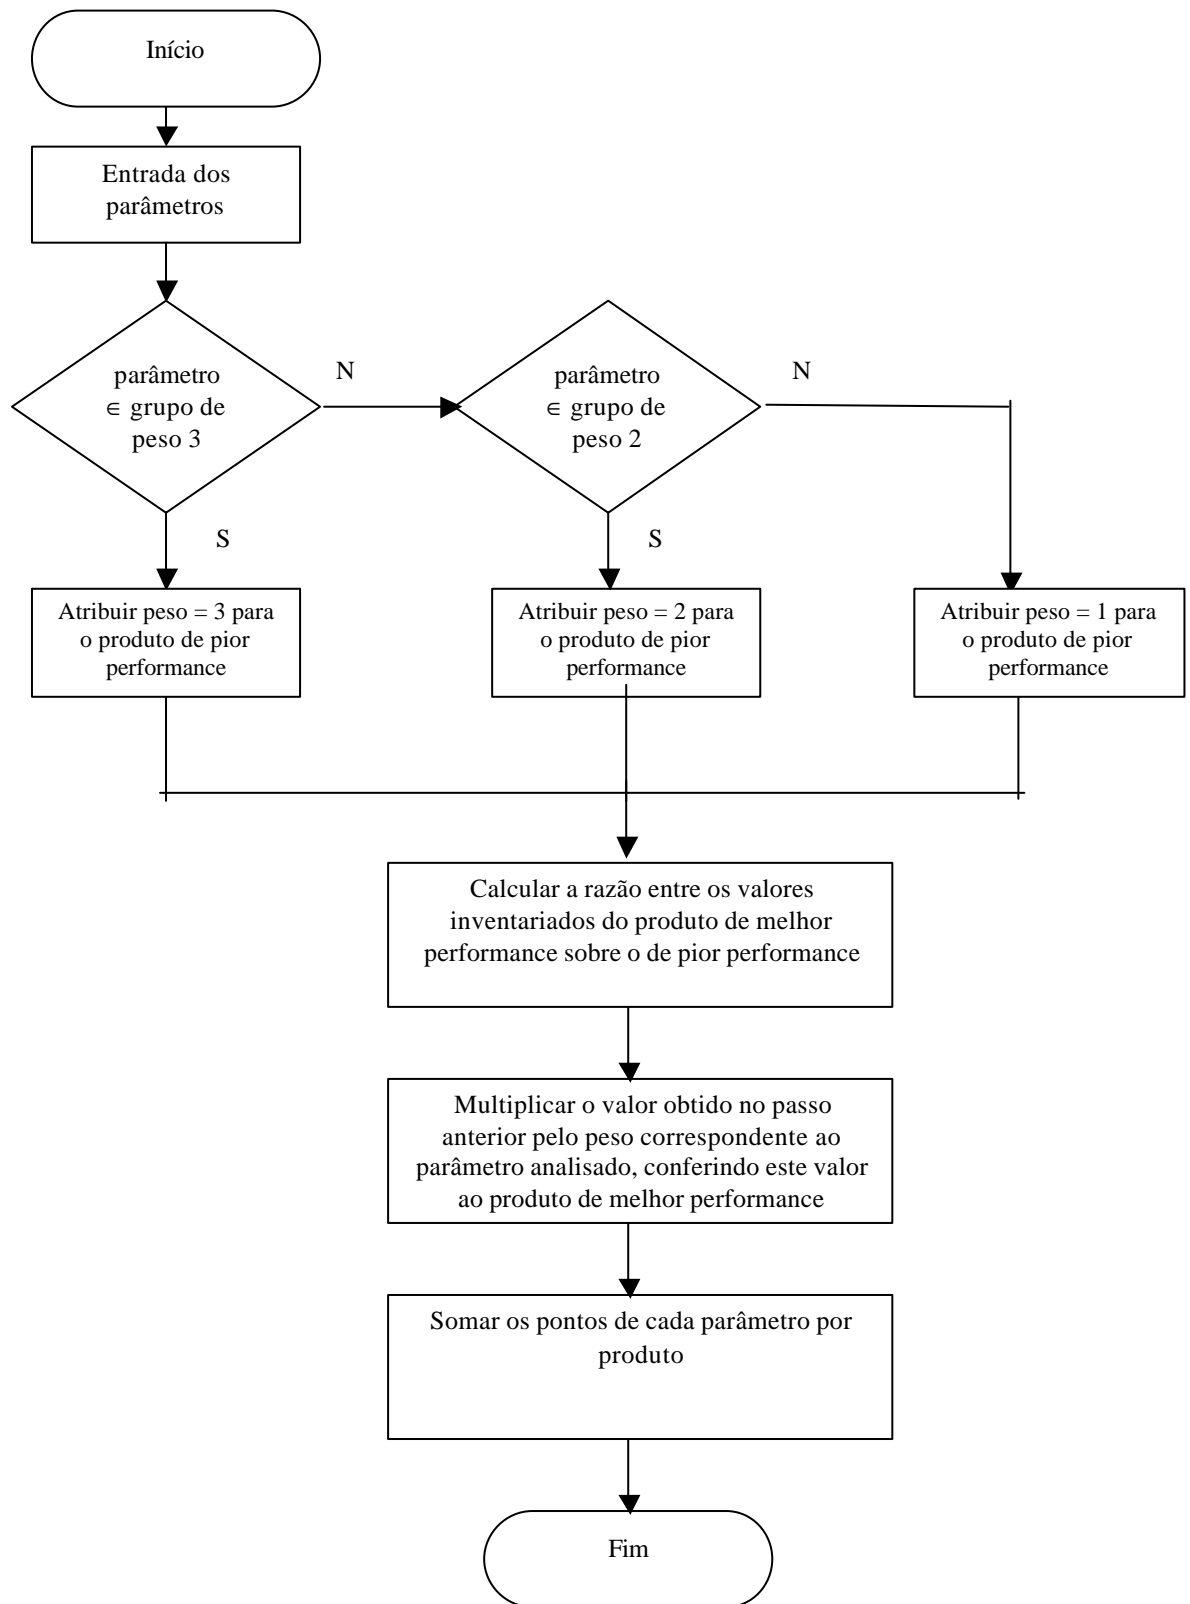 Início
Entrada dos
parâmetros
parâmetro
∈ grupo de
peso 3
N
parâmetro
∈ grupo de
peso 2
N
S
S
Atribuir peso = 3 para
o produto de pior
performance
Atribuir peso = 2 para
o produto de pior
performance
Atribuir peso = 1 para
o produto de pior
performance
Calcular a razão entre os valores
inventariados do produto de melhor
performance sobre o de pior performance
Multiplicar o valor obtido no passo
anterior pelo peso correspondente ao
parâmetro analisado, conferindo este valor
ao produto de melhor performance
Somar os pontos de cada parâmetro por
produto
Fim